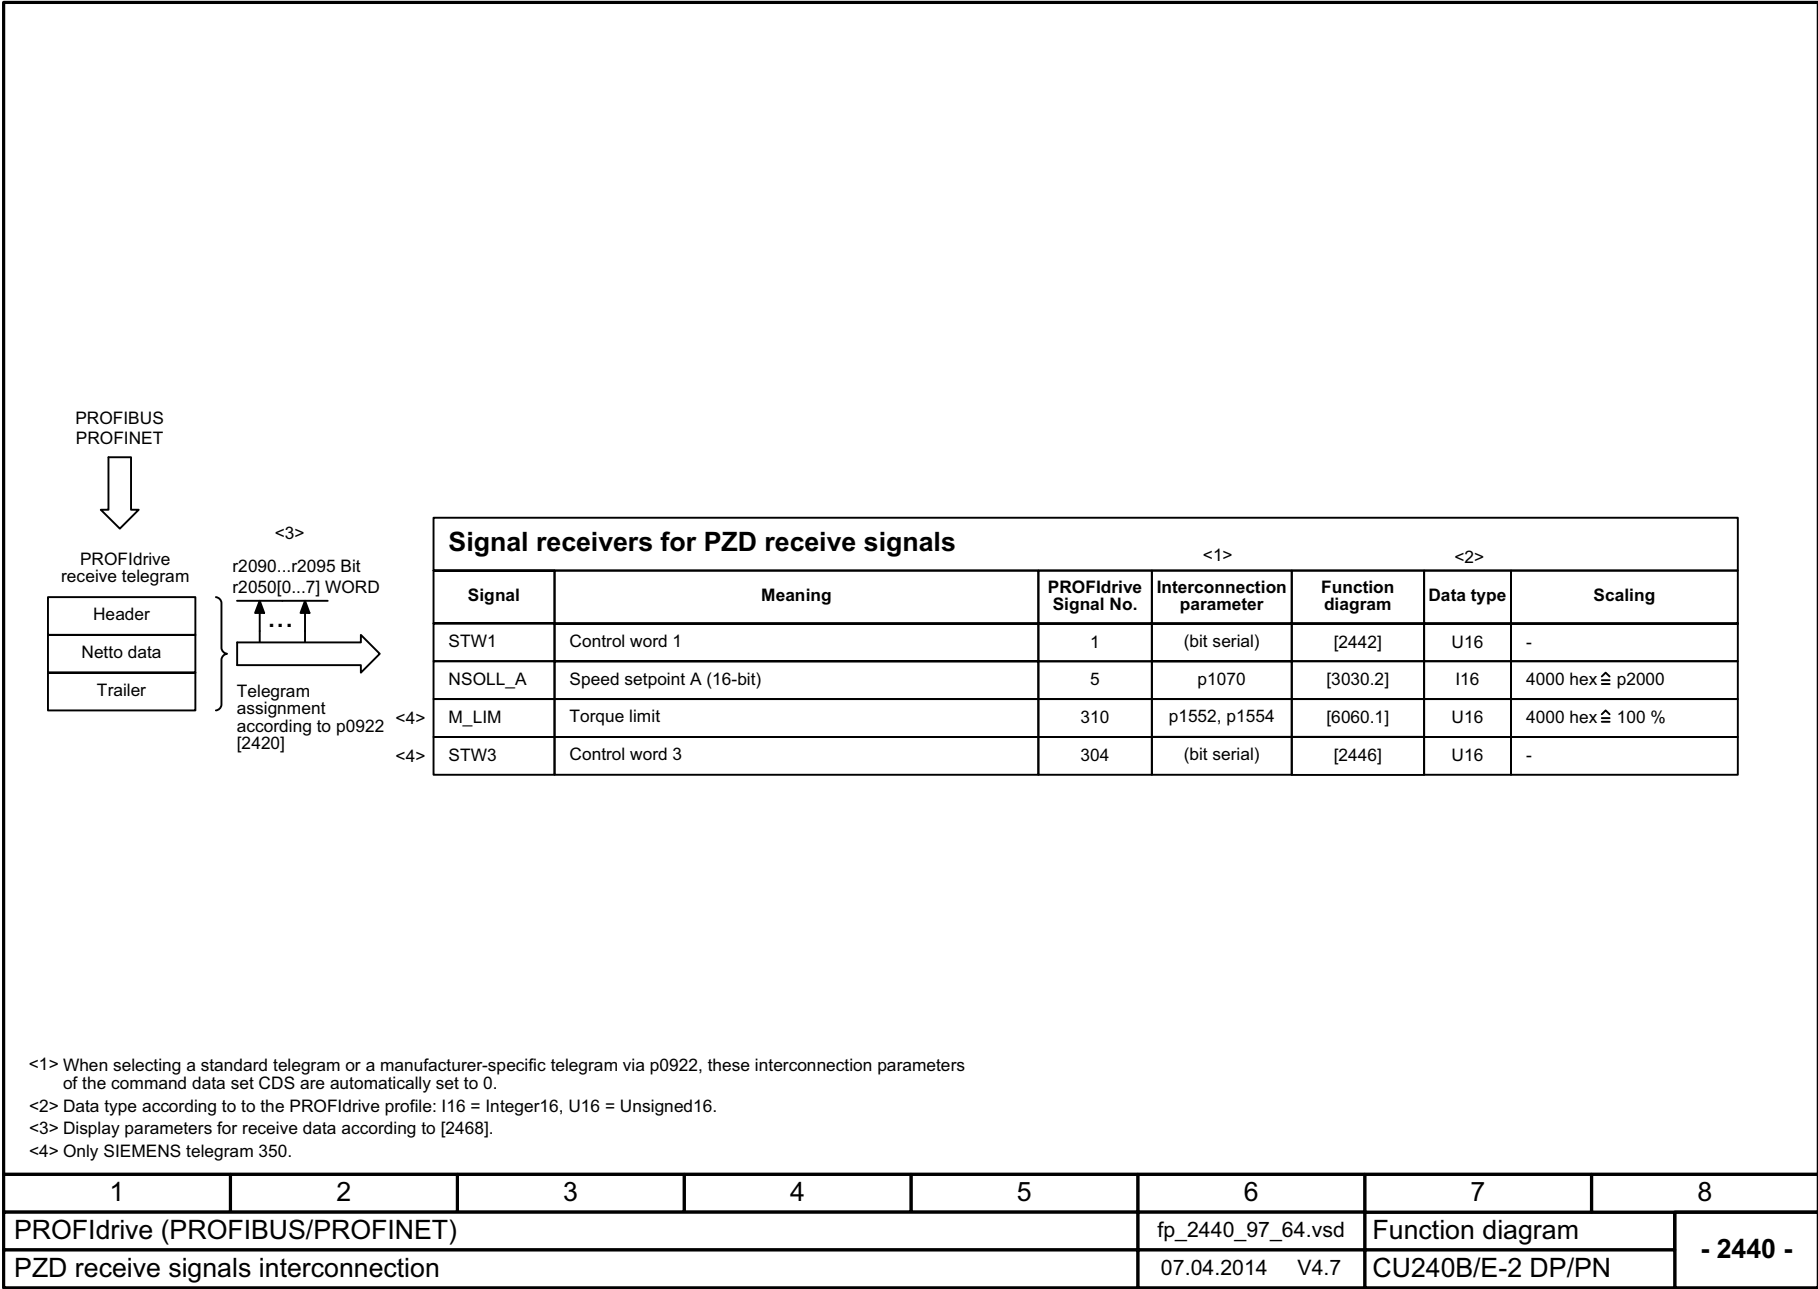 PROFIBUS
PROFINET
PROFIdrive
receive telegram
Header
Netto data
Trailer
<3>
r2090...r2095 Bit
r2050[0...7] WORD
...
Telegram
assignment
according to p0922
[2420]
Signal receivers for PZD receive signals
<1> <2>
Signal Meaning PROFIdrive Signal No. Interconnection parameter Function diagram Data type Scaling
STW1 Control word 1 1 (bit serial) [2442] U16 -
NSOLL_A Speed setpoint A (16-bit) 5 p1070 [3030.2] I16 4000 hex ≙ p2000
<4> M_LIM Torque limit 310 p1552, p1554 [6060.1] U16 4000 hex ≙ 100 %
<4> STW3 Control word 3 304 (bit serial) [2446] U16 -
<1> When selecting a standard telegram or a manufacturer-specific telegram via p0922, these interconnection parameters
of the command data set CDS are automatically set to 0.
<2> Data type according to to the PROFIdrive profile: I16 = Integer16, U16 = Unsigned16.
<3> Display parameters for receive data according to [2468].
<4> Only SIEMENS telegram 350.
1 2 3 4 5 6 7 8
PROFIdrive (PROFIBUS/PROFINET) fp_2440_97_64.vsd Function diagram
- 2440 -
PZD receive signals interconnection 07.04.2014 V4.7 CU240B/E-2 DP/PN